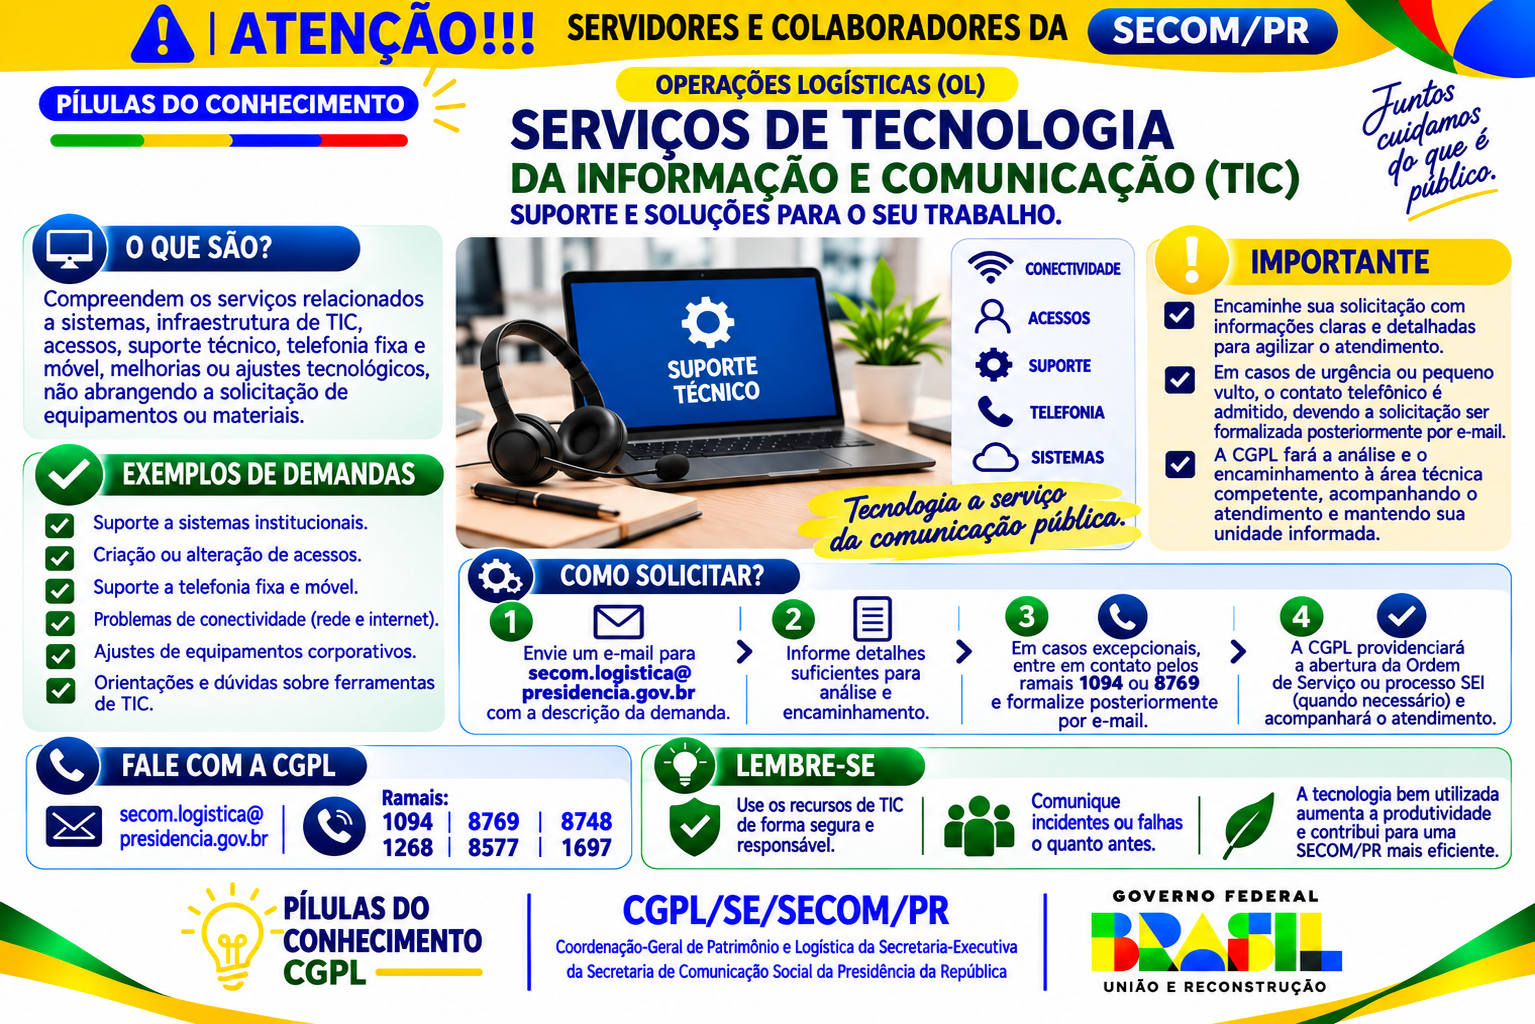 ATENÇÃO!!!
SERVIDORES E COLABORADORES DA
SECOM/PR
PÍLULAS DO CONHECIMENTO
OPERAÇÕES LOGÍSTICAS (OL)
SERVIÇOS DE TECNOLOGIA
DA INFORMAÇÃO E COMUNICAÇÃO (TIC)
SUPORTE E SOLUÇÕES PARA O SEU TRABALHO.
Juntos
cuidamos
do que é
público.
O QUE SÃO?
Compreendem os serviços relacionados
a sistemas, infraestrutura de TIC,
acessos, suporte técnico, telefonia fixa e
móvel, melhorias ou ajustes tecnológicos,
não abrangendo a solicitação de
equipamentos ou materiais.
EXEMPLOS DE DEMANDAS
Suporte a sistemas institucionais.
Criação ou alteração de acessos.
Suporte a telefonia fixa e móvel.
Problemas de conectividade (rede e internet).
Ajustes de equipamentos corporativos.
Orientações e dúvidas sobre ferramentas
de TIC.
SUPORTE
TÉCNICO
CONECTIVIDADE
ACESSOS
SUPORTE
TELEFONIA
SISTEMAS
Tecnologia a serviço
da comunicação pública.
IMPORTANTE
Encaminhe sua solicitação com
informações claras e detalhadas
para agilizar o atendimento.
Em casos de urgência ou pequeno
vulto, o contato telefônico é
admitido, devendo a solicitação ser
formalizada posteriormente por e-mail.
A CGPL fará a análise e o
encaminhamento à área técnica
competente, acompanhando o
atendimento e mantendo sua
unidade informada.
COMO SOLICITAR?
1
Envie um e-mail para
secom.logistica@
presidencia.gov.br
com a descrição da demanda.
2
Informe detalhes
suficientes para
análise e
encaminhamento.
3
Em casos excepcionais,
entre em contato pelos
ramais 1094 ou 8769
e formalize posteriormente
por e-mail.
4
A CGPL providenciará
a abertura da Ordem
de Serviço ou processo SEI
(quando necessário) e
acompanhará o atendimento.
FALE COM A CGPL
secom.logistica@
presidencia.gov.br
Ramais:
1094 | 8769 | 8748
1268 | 8577 | 1697
LEMBRE-SE
Use os recursos de TIC
de forma segura e
responsável.
Comunique
incidentes ou falhas
o quanto antes.
A tecnologia bem utilizada
aumenta a produtividade
e contribui para uma
SECOM/PR mais eficiente.
PÍLULAS DO
CONHECIMENTO
CGPL
CGPL/SE/SECOM/PR
Coordenação-Geral de Patrimônio e Logística da Secretaria-Executiva
da Secretaria de Comunicação Social da Presidência da República
GOVERNO FEDERAL
BRASIL
UNIÃO E RECONSTRUÇÃO